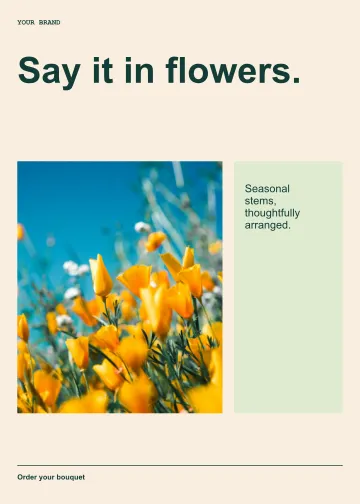 YOUR BRAND
Say it in flowers.
Seasonal
stems,
thoughtfully
arranged.
Order your bouquet